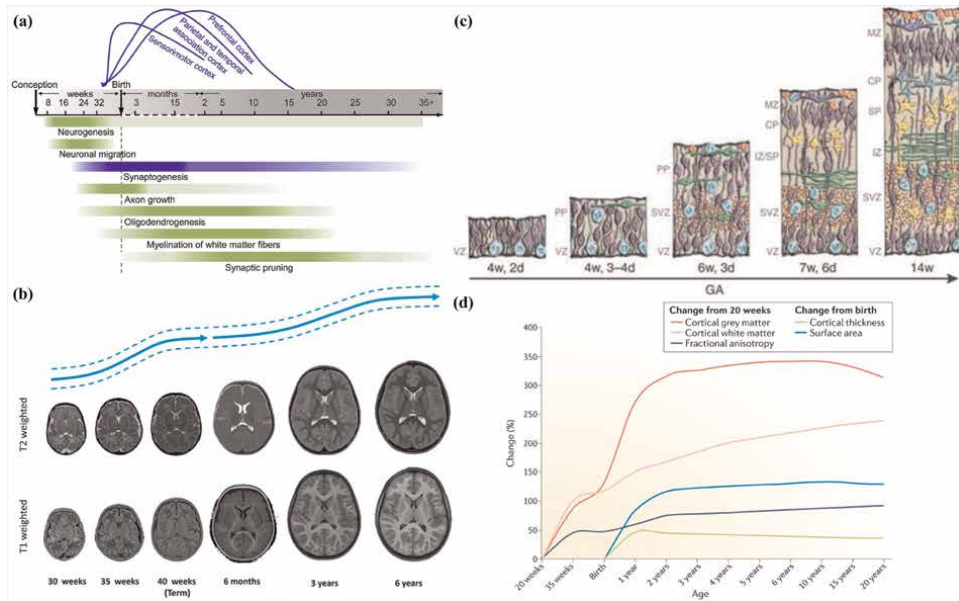 (a)
Prefrontal cortex
Parietal and temporal
association cortex
Sensorimotor cortex
Conception
Birth
weeks
months
years
8 16 24 32 3 15 2 5 10 15 20 25 30 35+
Neurogenesis
Neuronal migration
Synaptogenesis
Axon growth
Oligodendrogenesis
Myelination of white matter fibers
Synaptic pruning
(b)
T2 weighted
T1 weighted
30 weeks
35 weeks
40 weeks
(Term)
6 months
3 years
6 years
(c)
VZ
PP
VZ
PP
SVZ
VZ
MZ
CP
IZ/SP
SVZ
VZ
MZ
CP
SP
IZ
SVZ
VZ
4w, 2d
4w, 3–4d
6w, 3d
7w, 6d
14w
GA
(d)
Change from 20 weeks
Cortical grey matter
Cortical white matter
Fractional anisotropy
Change from birth
Cortical thickness
Surface area
Change (%)
400
350
300
250
200
150
100
50
0
20 weeks
35 weeks
Birth
1 year
2 years
3 years
4 years
5 years
6 years
10 years
15 years
20 years
Age